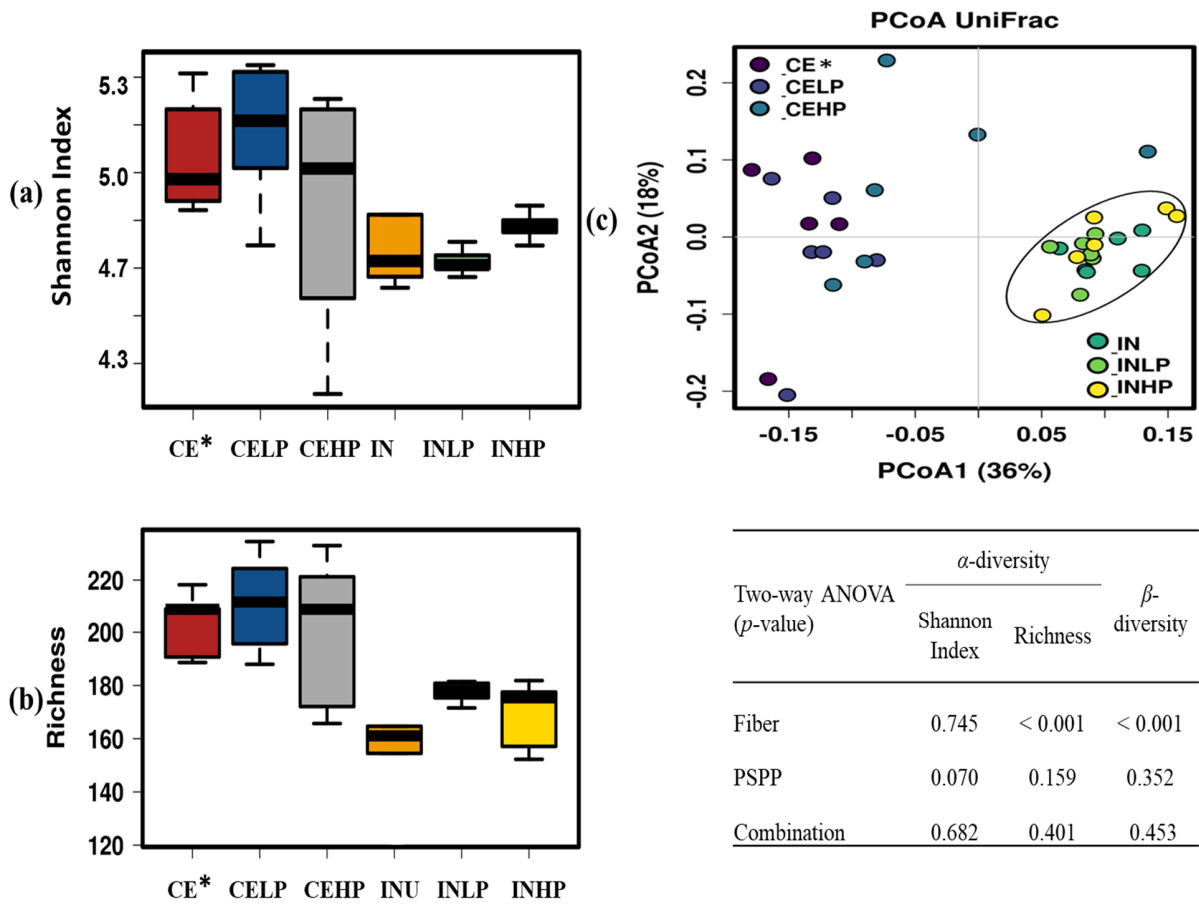 (a)
Shannon Index
5.3
5.0
4.7
4.3
CE* CELP CEHP IN INLP INHP
(b)
Richness
220
200
180
160
140
120
CE* CELP CEHP INU INLP INHP
(c)
PCoA UniFrac
PCoA2 (18%)
0.2
0.1
0.0
-0.1
-0.2
_CE*
_CELP
_CEHP
_IN
_INLP
_INHP
-0.15 -0.05 0.05 0.15
PCoA1 (36%)
Two-way ANOVA
(p-value)
α-diversity
β-
diversity
Shannon
Index
Richness
Fiber 0.745 < 0.001 < 0.001
PSPP 0.070 0.159 0.352
Combination 0.682 0.401 0.453